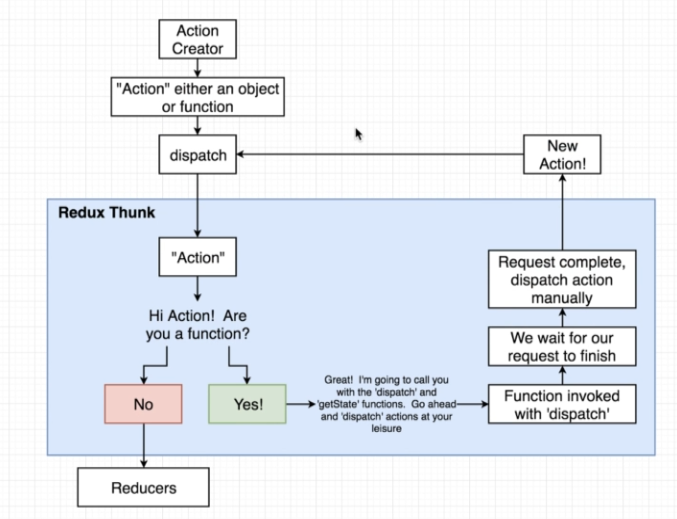 Action
Creator
"Action" either an object
or function
dispatch
New
Action!
Redux Thunk
"Action"
Hi Action! Are
you a function?
No
Yes!
Great! I'm going to call you
with the 'dispatch' and
'getState' functions. Go ahead
and 'dispatch' actions at your
leisure
Function invoked
with 'dispatch'
We wait for our
request to finish
Request complete,
dispatch action
manually
Reducers